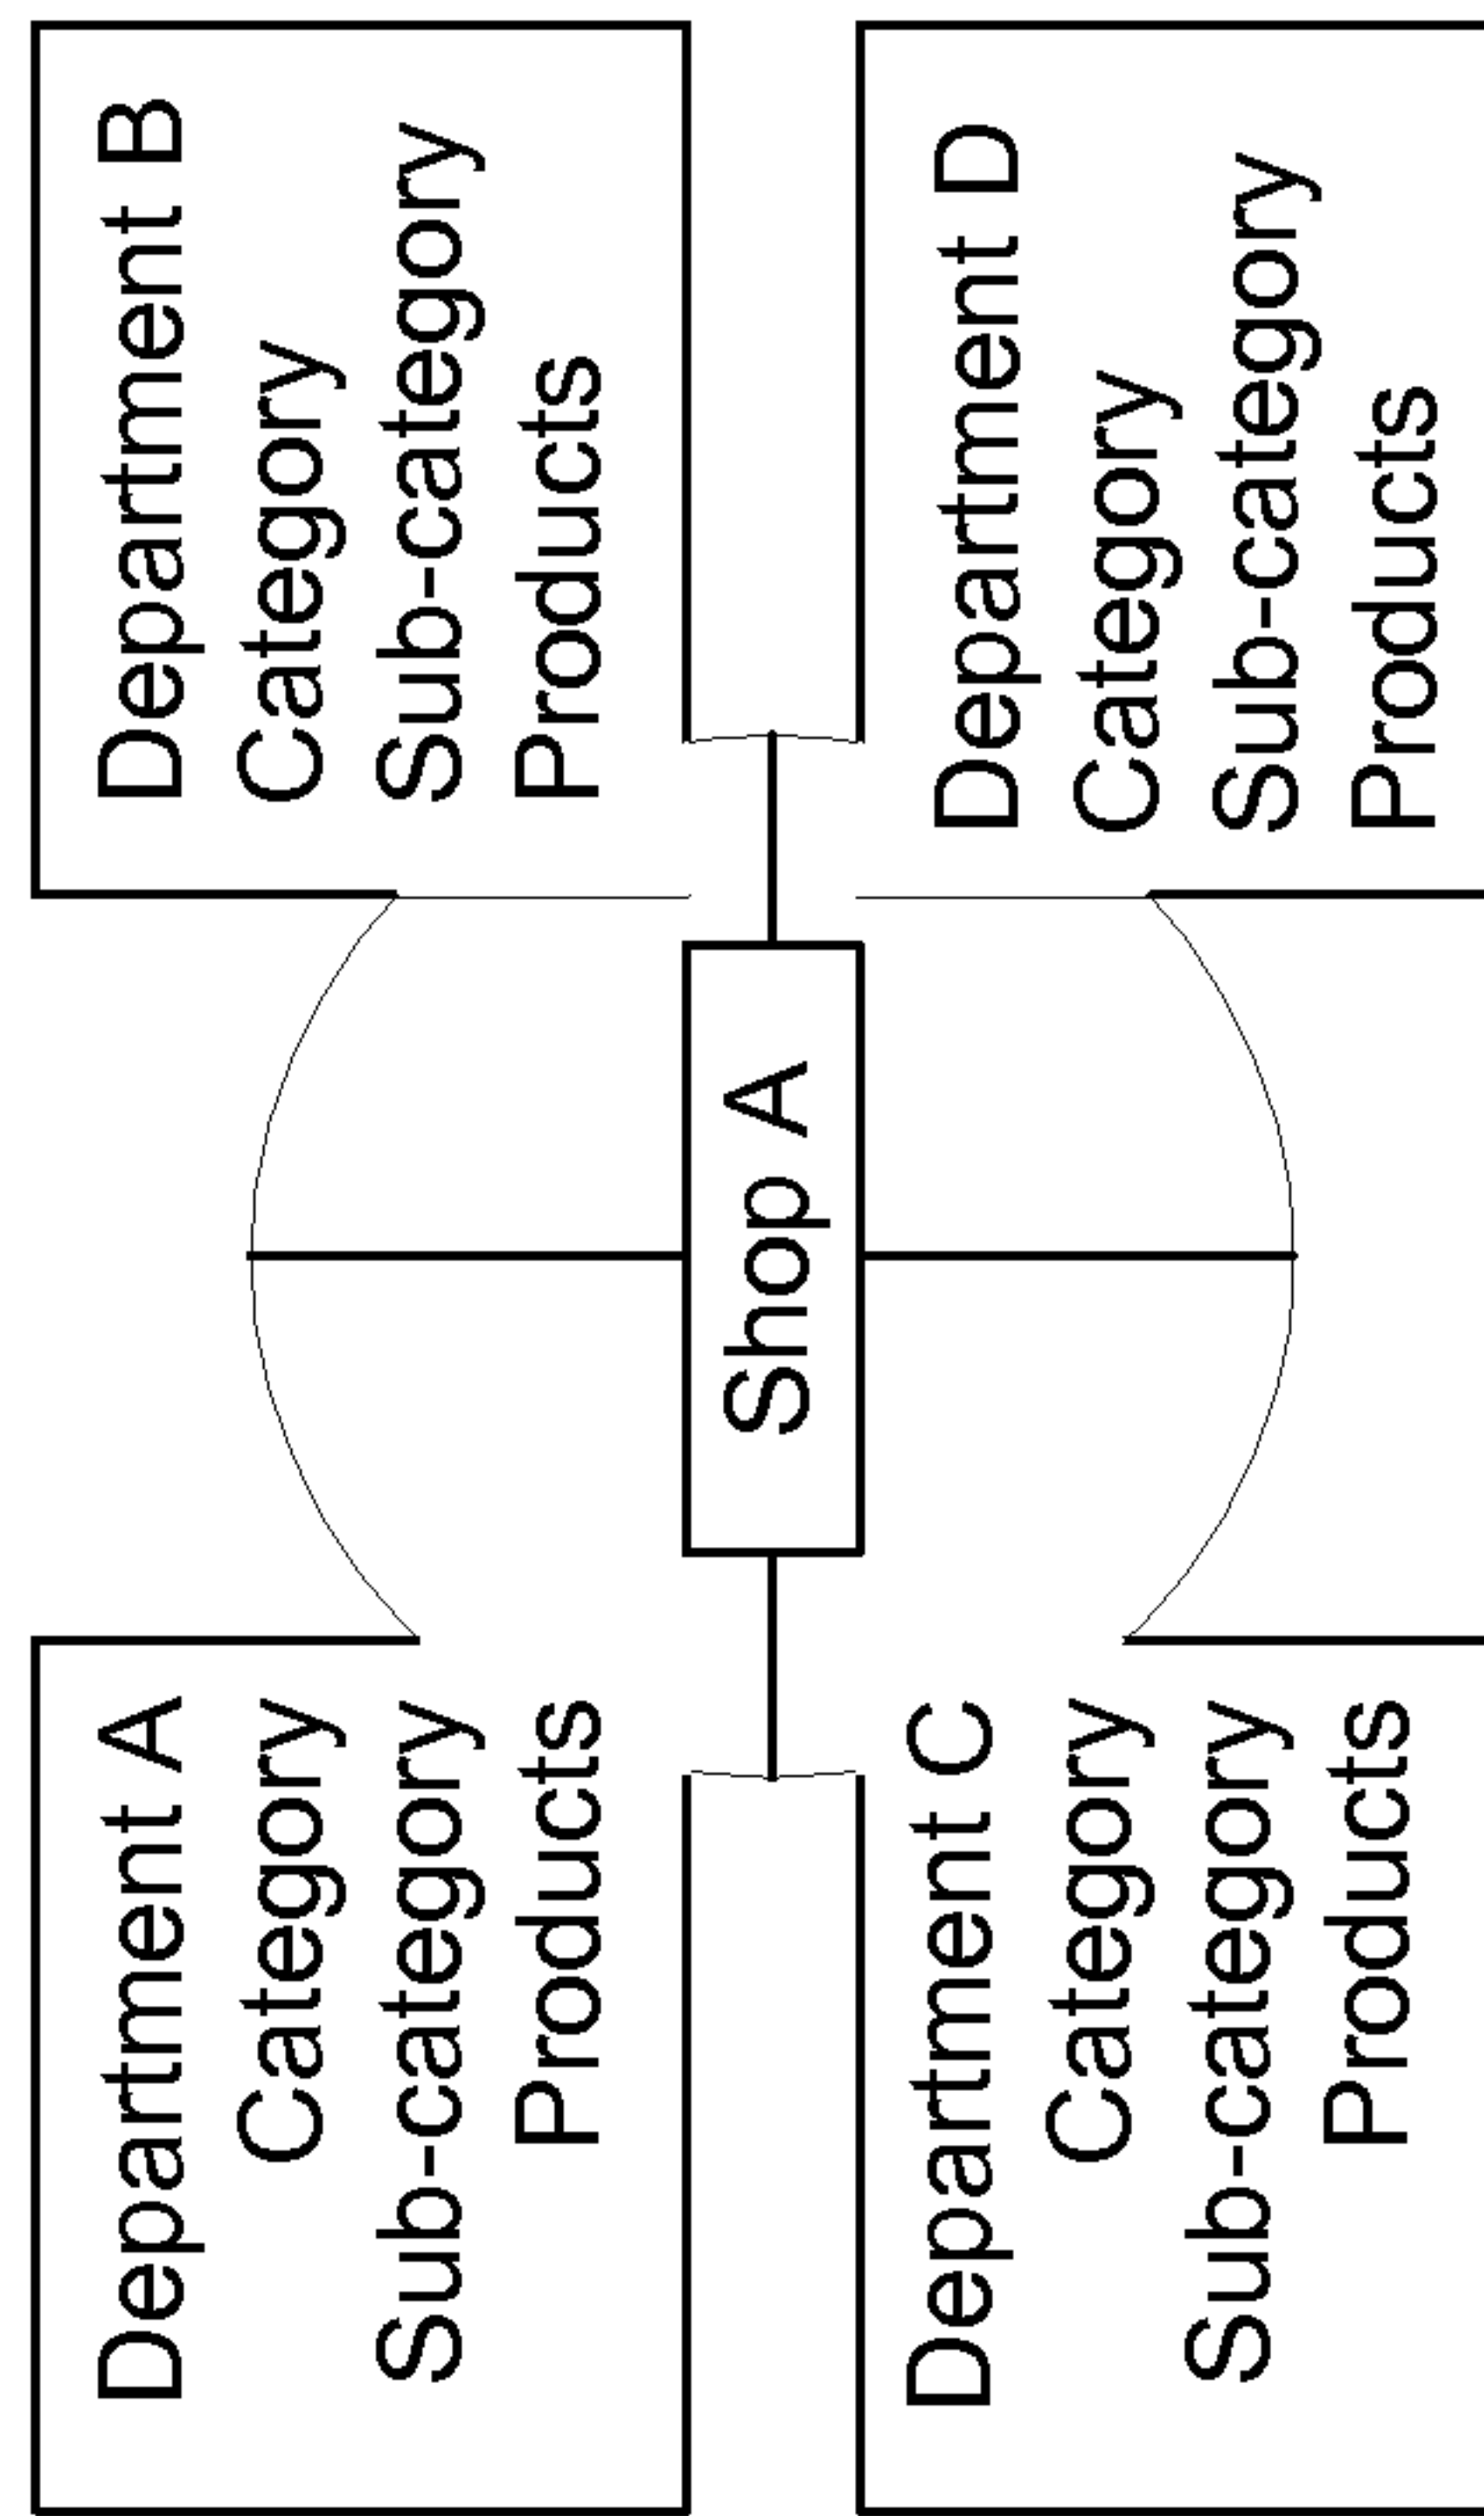 Department A
Category
Sub-category
Products
Department B
Category
Sub-category
Products
Shop A
Department C
Category
Sub-category
Products
Department D
Category
Sub-category
Products